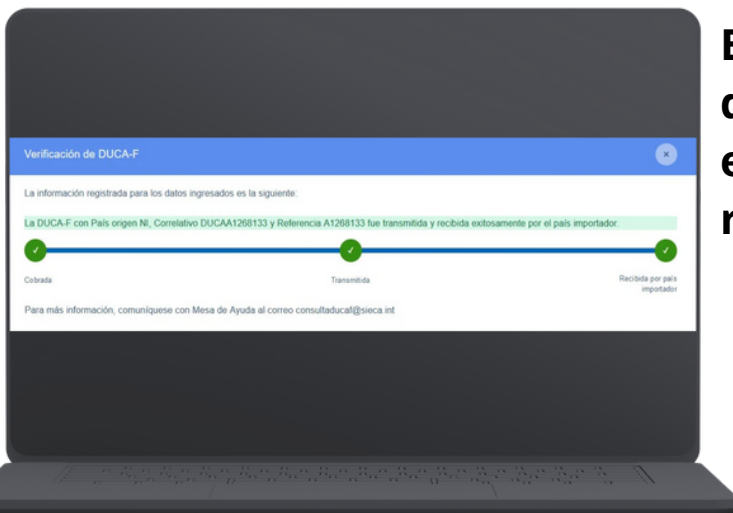 Verificación de DUCA-F
La información registrada para los datos ingresados es la siguiente:
La DUCA-F con País origen NI, Correlativo DUCAA1268133 y Referencia A1268133 fue transmitida y recibida exitosamente por el país importador.
Cobrada
Transmitida
Recibida por país
importador
Para más información, comuníquese con Mesa de Ayuda al correo consultaducaf@sieca.int